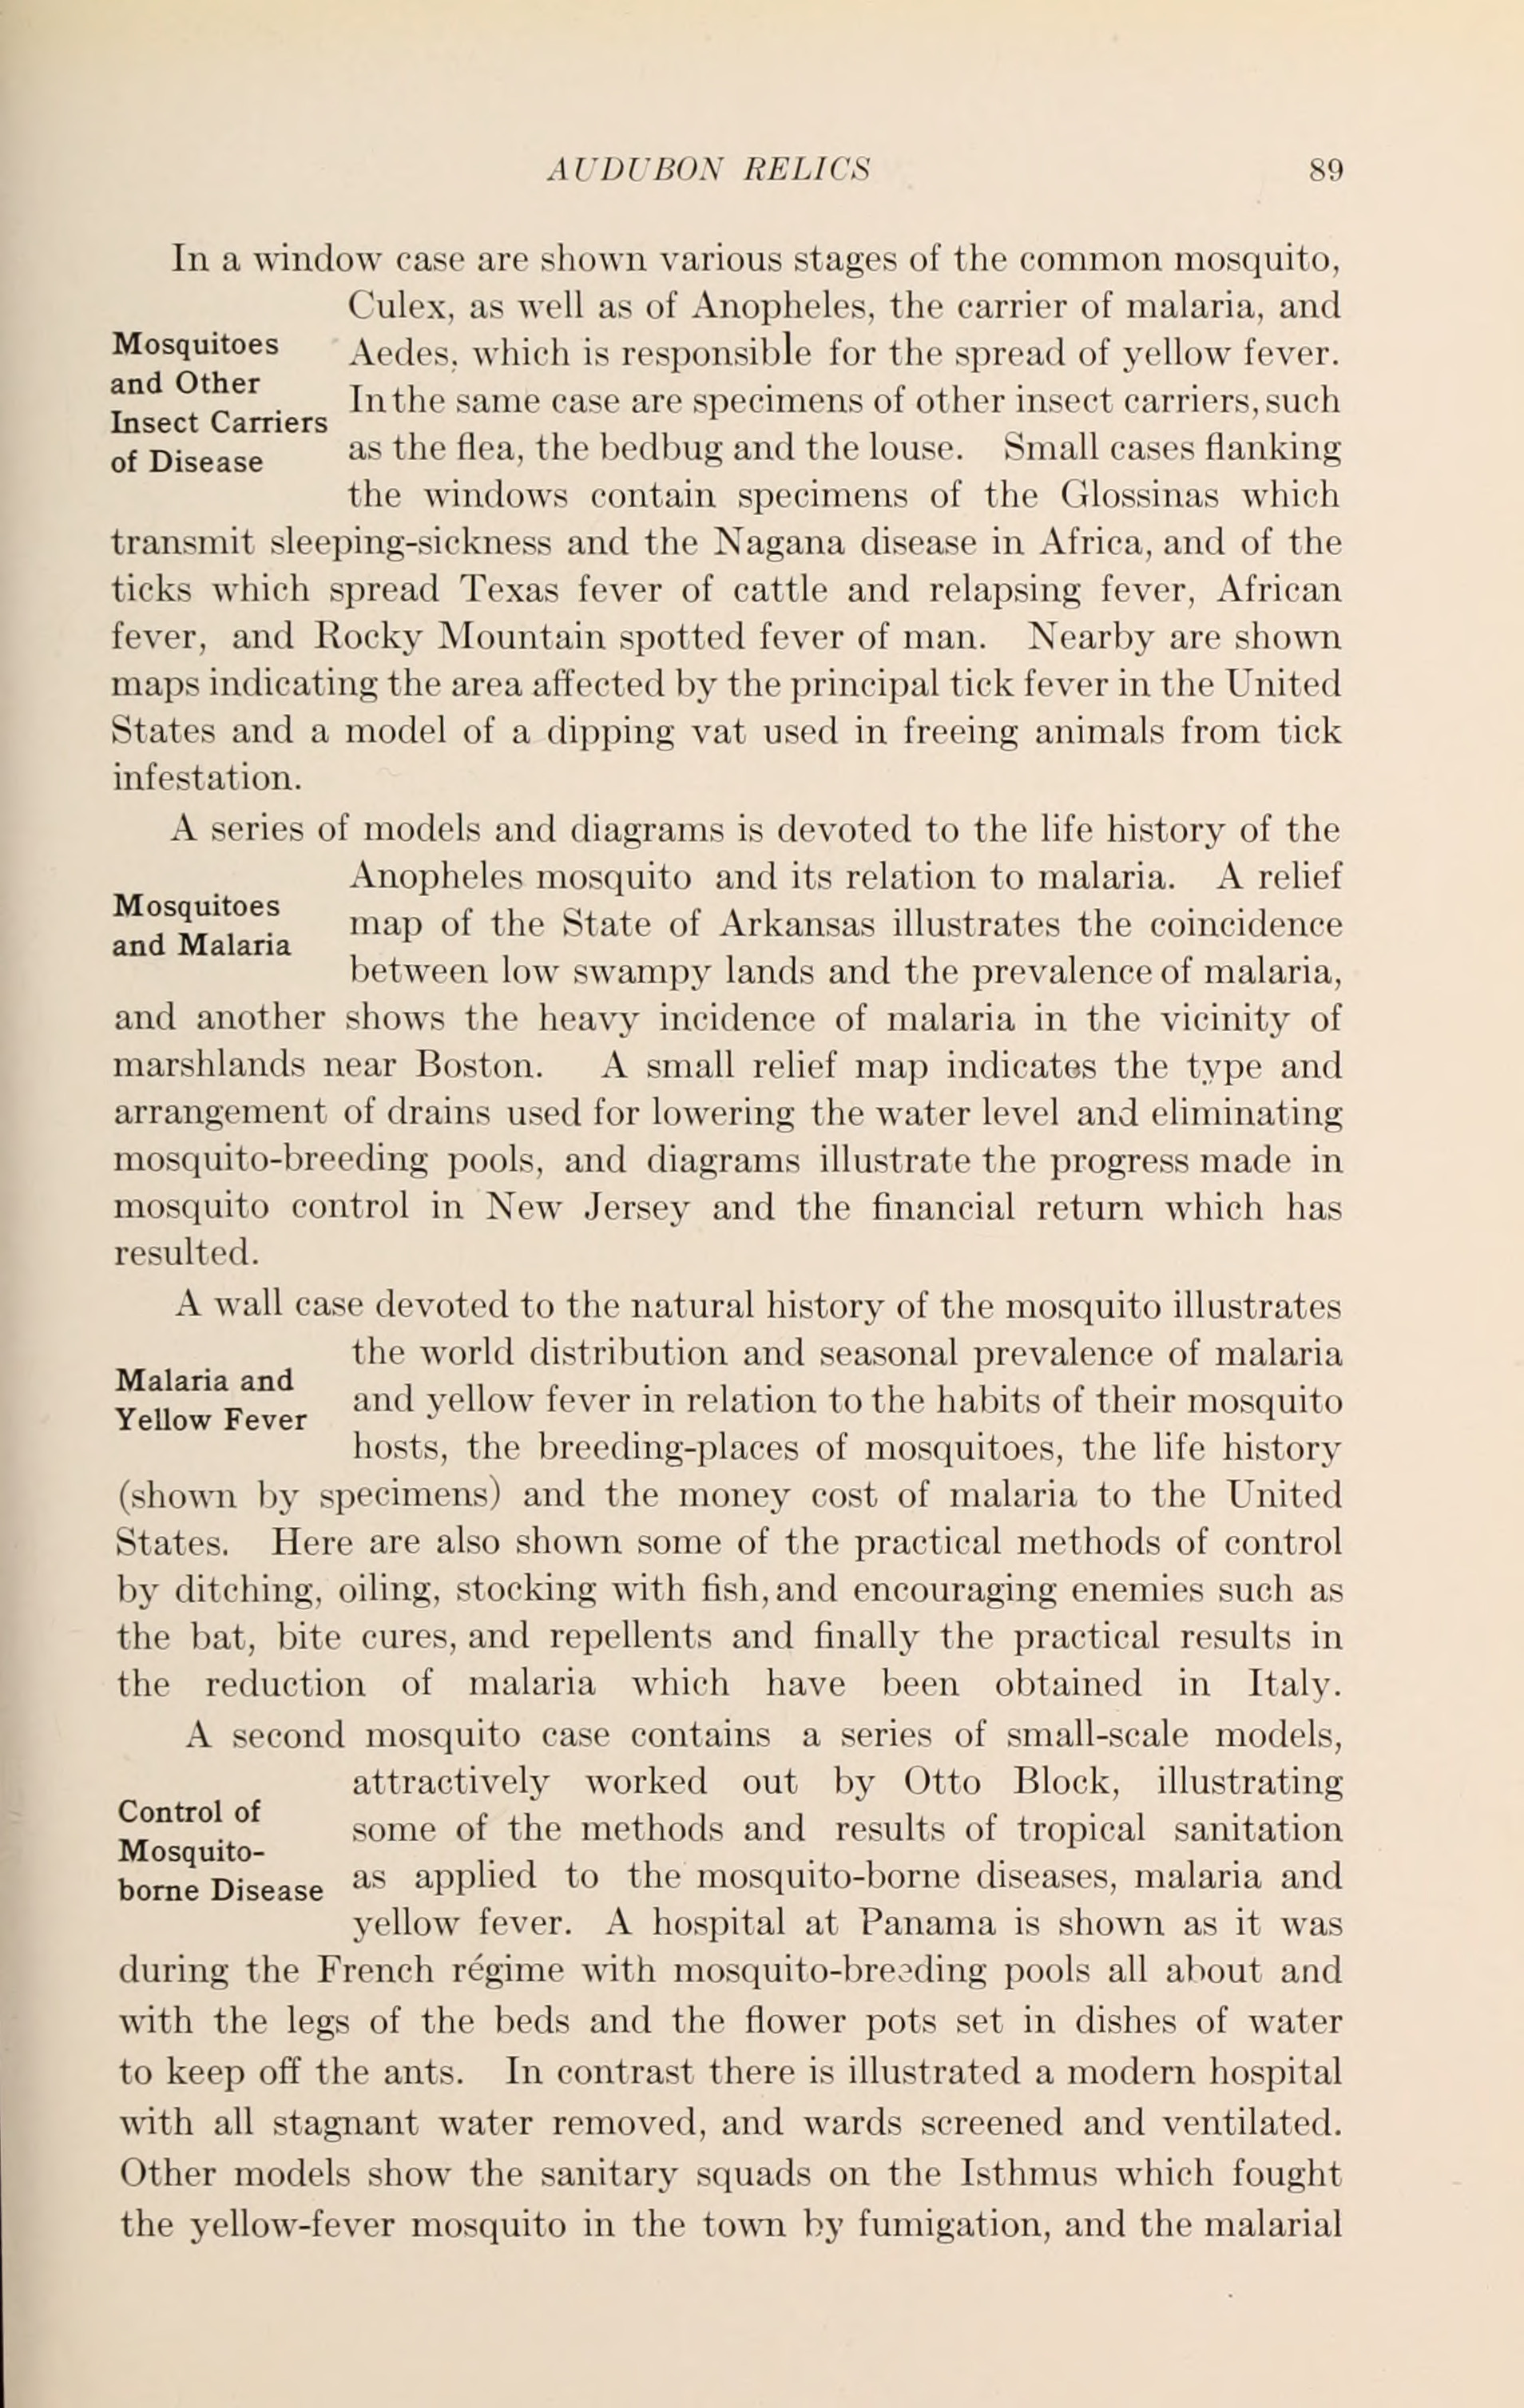 AUDUBON RELICS 89
In a window case are shown various stages of the common mosquito,
Culex, as well as of Anopheles, the carrier of malaria, and
Mosquitoes
and Other
Insect Carriers
of Disease
Aedes, which is responsible for the spread of yellow fever.
In the same case are specimens of other insect carriers, such
as the flea, the bedbug and the louse. Small cases flanking
the windows contain specimens of the Glossinas which
transmit sleeping-sickness and the Nagana disease in Africa, and of the
ticks which spread Texas fever of cattle and relapsing fever, African
fever, and Rocky Mountain spotted fever of man. Nearby are shown
maps indicating the area affected by the principal tick fever in the United
States and a model of a dipping vat used in freeing animals from tick
infestation.
A series of models and diagrams is devoted to the life history of the
Anopheles mosquito and its relation to malaria. A relief
Mosquitoes
and Malaria
map of the State of Arkansas illustrates the coincidence
between low swampy lands and the prevalence of malaria,
and another shows the heavy incidence of malaria in the vicinity of
marshlands near Boston. A small relief map indicates the type and
arrangement of drains used for lowering the water level and eliminating
mosquito-breeding pools, and diagrams illustrate the progress made in
mosquito control in New Jersey and the financial return which has
resulted.
A wall case devoted to the natural history of the mosquito illustrates
the world distribution and seasonal prevalence of malaria
Malaria and
Yellow Fever
and yellow fever in relation to the habits of their mosquito
hosts, the breeding-places of mosquitoes, the life history
(shown by specimens) and the money cost of malaria to the United
States. Here are also shown some of the practical methods of control
by ditching, oiling, stocking with fish, and encouraging enemies such as
the bat, bite cures, and repellents and finally the practical results in
the reduction of malaria which have been obtained in Italy.
A second mosquito case contains a series of small-scale models,
attractively worked out by Otto Block, illustrating
Control of
Mosquito-
borne Disease
some of the methods and results of tropical sanitation
as applied to the mosquito-borne diseases, malaria and
yellow fever. A hospital at Panama is shown as it was
during the French régime with mosquito-breeding pools all about and
with the legs of the beds and the flower pots set in dishes of water
to keep off the ants. In contrast there is illustrated a modern hospital
with all stagnant water removed, and wards screened and ventilated.
Other models show the sanitary squads on the Isthmus which fought
the yellow-fever mosquito in the town by fumigation, and the malarial